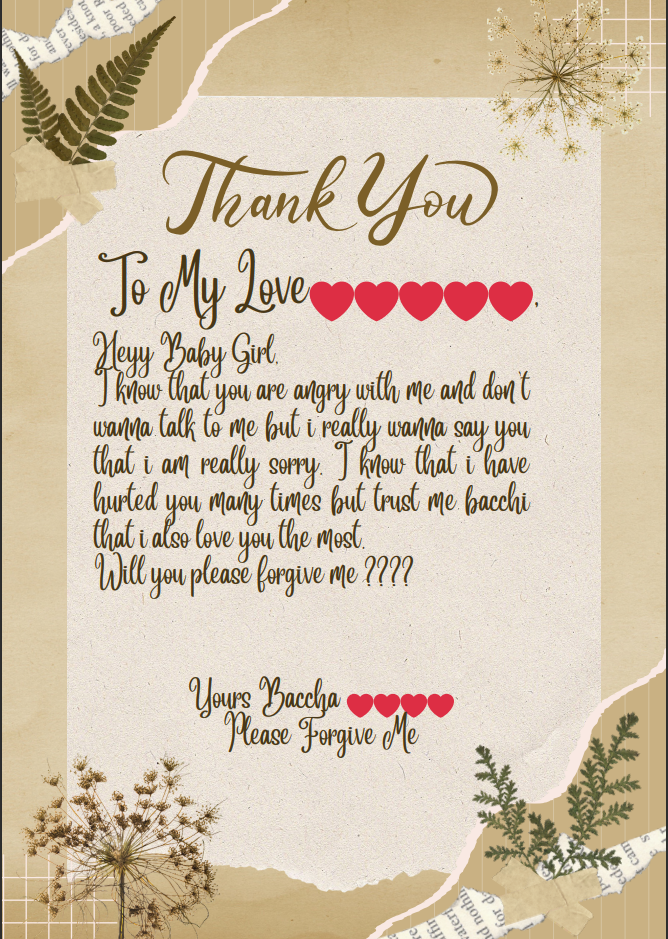 Thank You
To My Love❤❤❤❤❤,
Heyy Baby Girl,
I know that you are angry with me and don't
wanna talk to me but i really wanna say you
that i am really sorry. I know that i have
hurted you many times but trust me bacchi
that i also love you the most.
Will you please forgive me ????
Yours Baccha ❤❤❤❤
Please Forgive Me